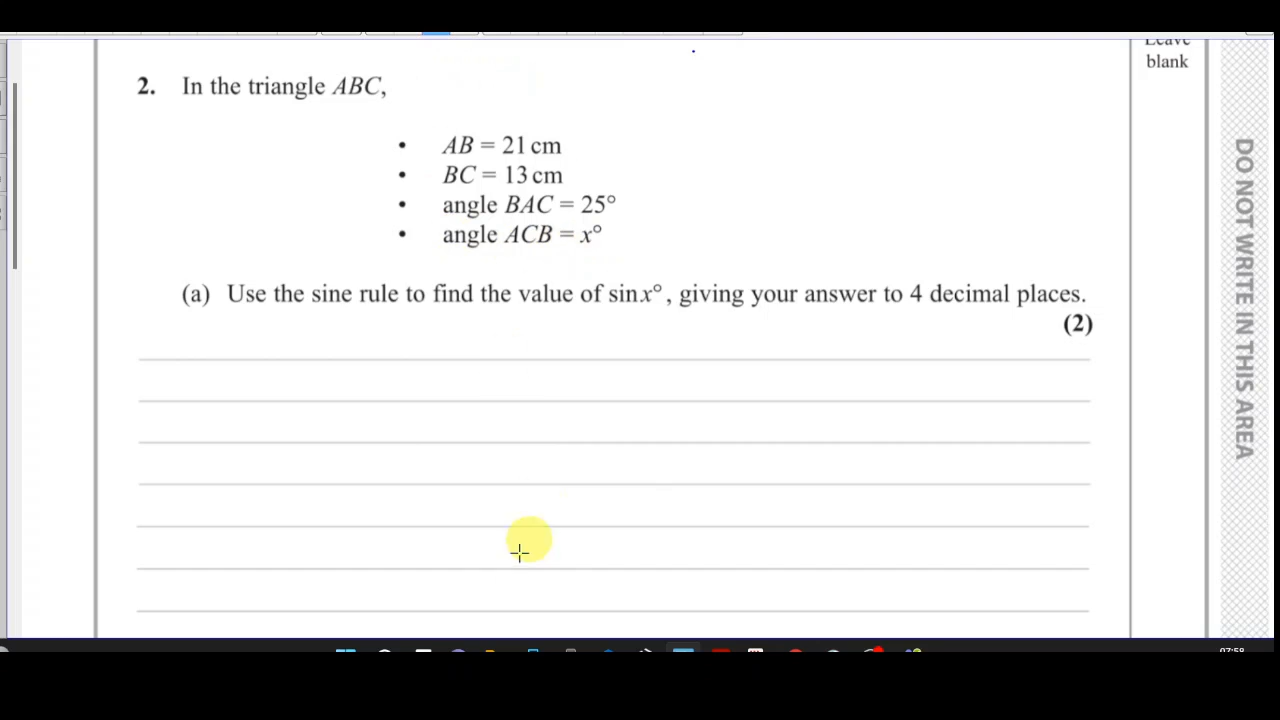 Leave
blank
2. In the triangle ABC,
• AB = 21 cm
• BC = 13 cm
• angle BAC = 25°
• angle ACB = x°
(a) Use the sine rule to find the value of sin x°, giving your answer to 4 decimal places.
(2)
DO NOT WRITE IN THIS AREA
07:58